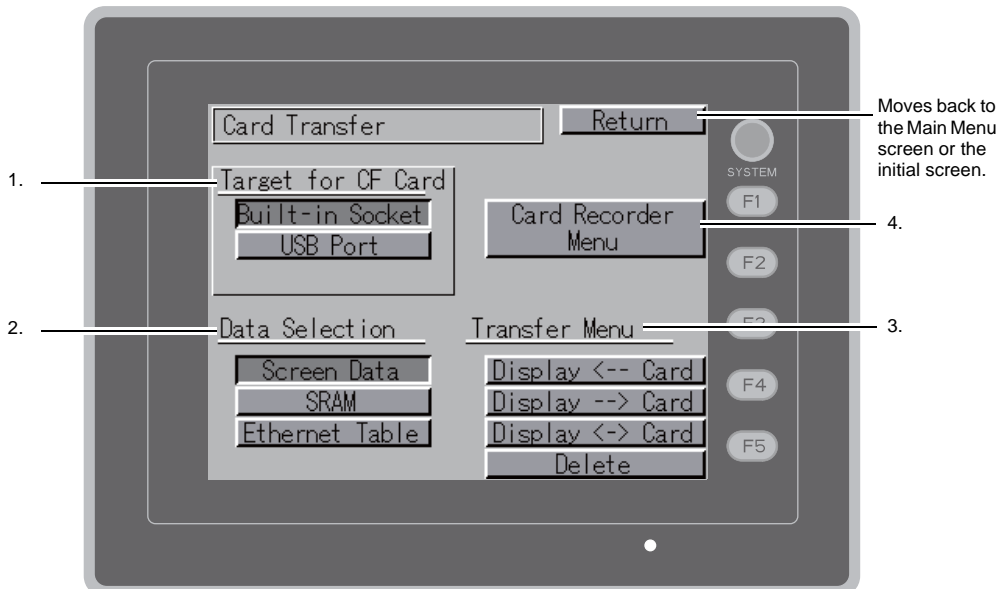 Card Transfer
Return
Moves back to
the Main Menu
screen or the
initial screen.
SYSTEM
1.
Target for CF Card
Built-in Socket
USB Port
F1
Card Recorder
Menu
4.
F2
2.
Data Selection
Transfer Menu
F3
3.
Screen Data
SRAM
Ethernet Table
Display <-- Card
Display --> Card
Display <-> Card
Delete
F4
F5